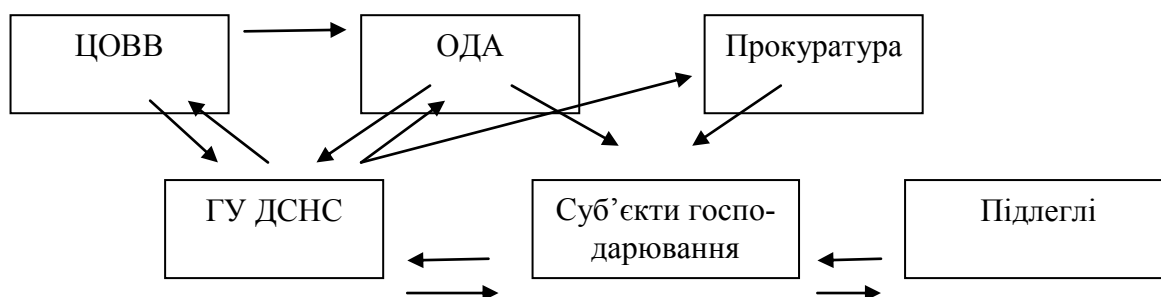 ЦОВВ
ОДА
Прокуратура
ГУ ДСНС
Суб’єкти госпо-
дарювання
Підлеглі